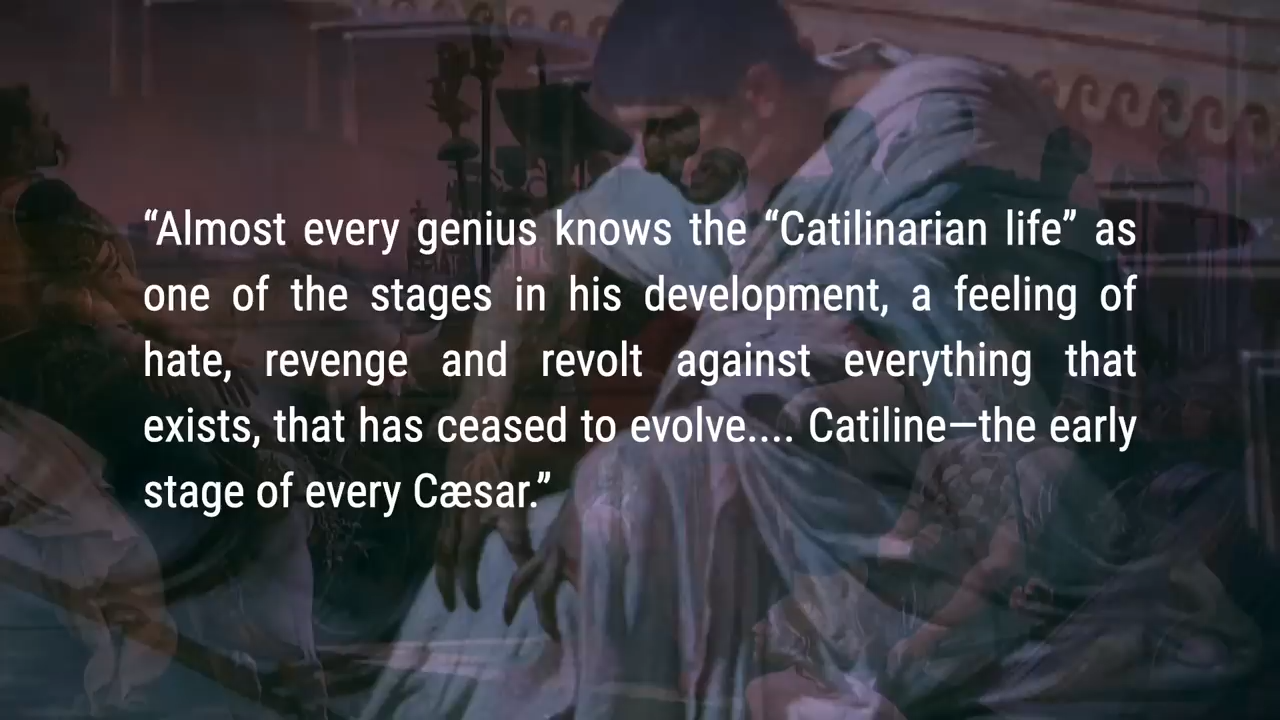 “Almost every genius knows the “Catilinarian life” as
one of the stages in his development, a feeling of
hate, revenge and revolt against everything that
exists, that has ceased to evolve.... Catiline—the early
stage of every Cæsar.”